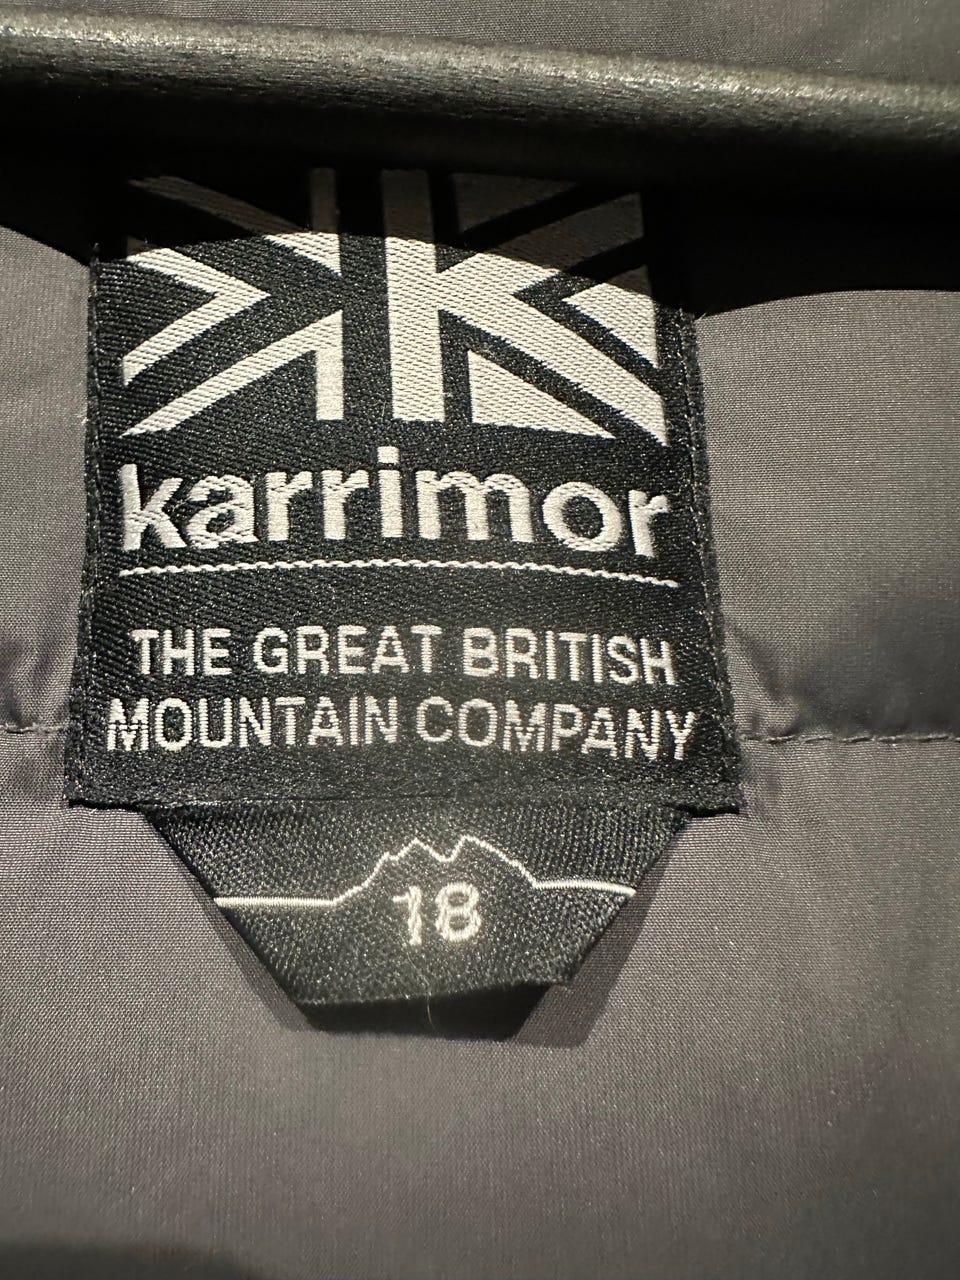 karrimor
THE GREAT BRITISH
MOUNTAIN COMPANY
18